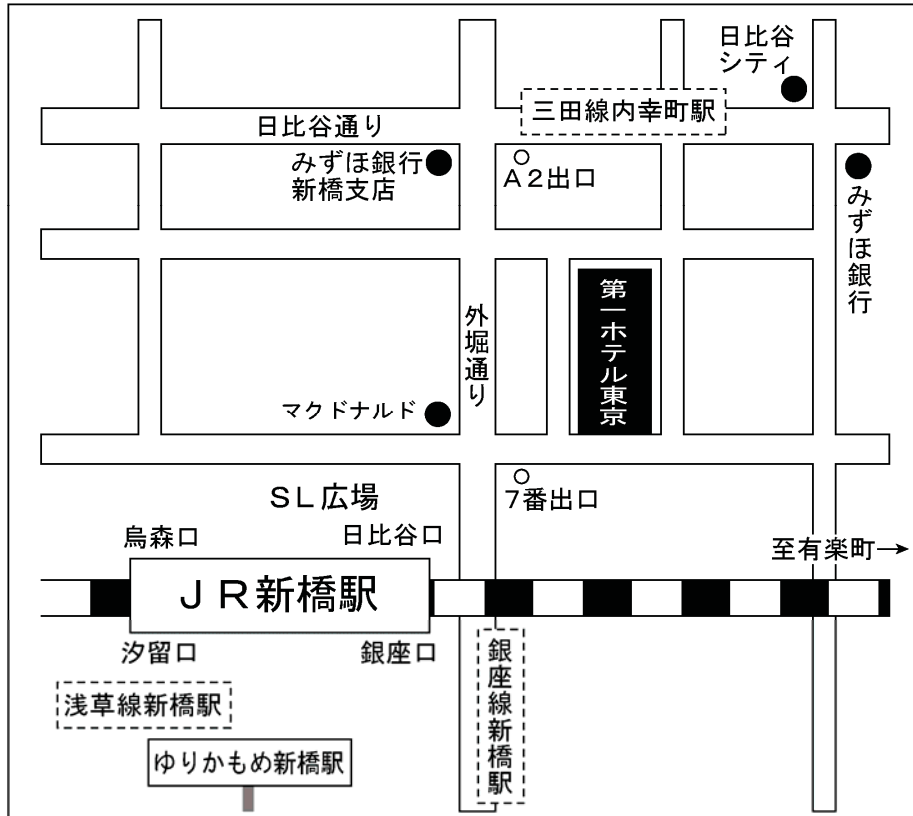 日比谷
シティ
三田線内幸町駅
日比谷通り
みずほ銀行
新橋支店
A2出口
みずほ銀行
第一ホテル東京
外堀通り
マクドナルド
SL広場
7番出口
烏森口
日比谷口
至有楽町→
JR新橋駅
汐留口
銀座口
銀座線新橋駅
浅草線新橋駅
ゆりかもめ新橋駅